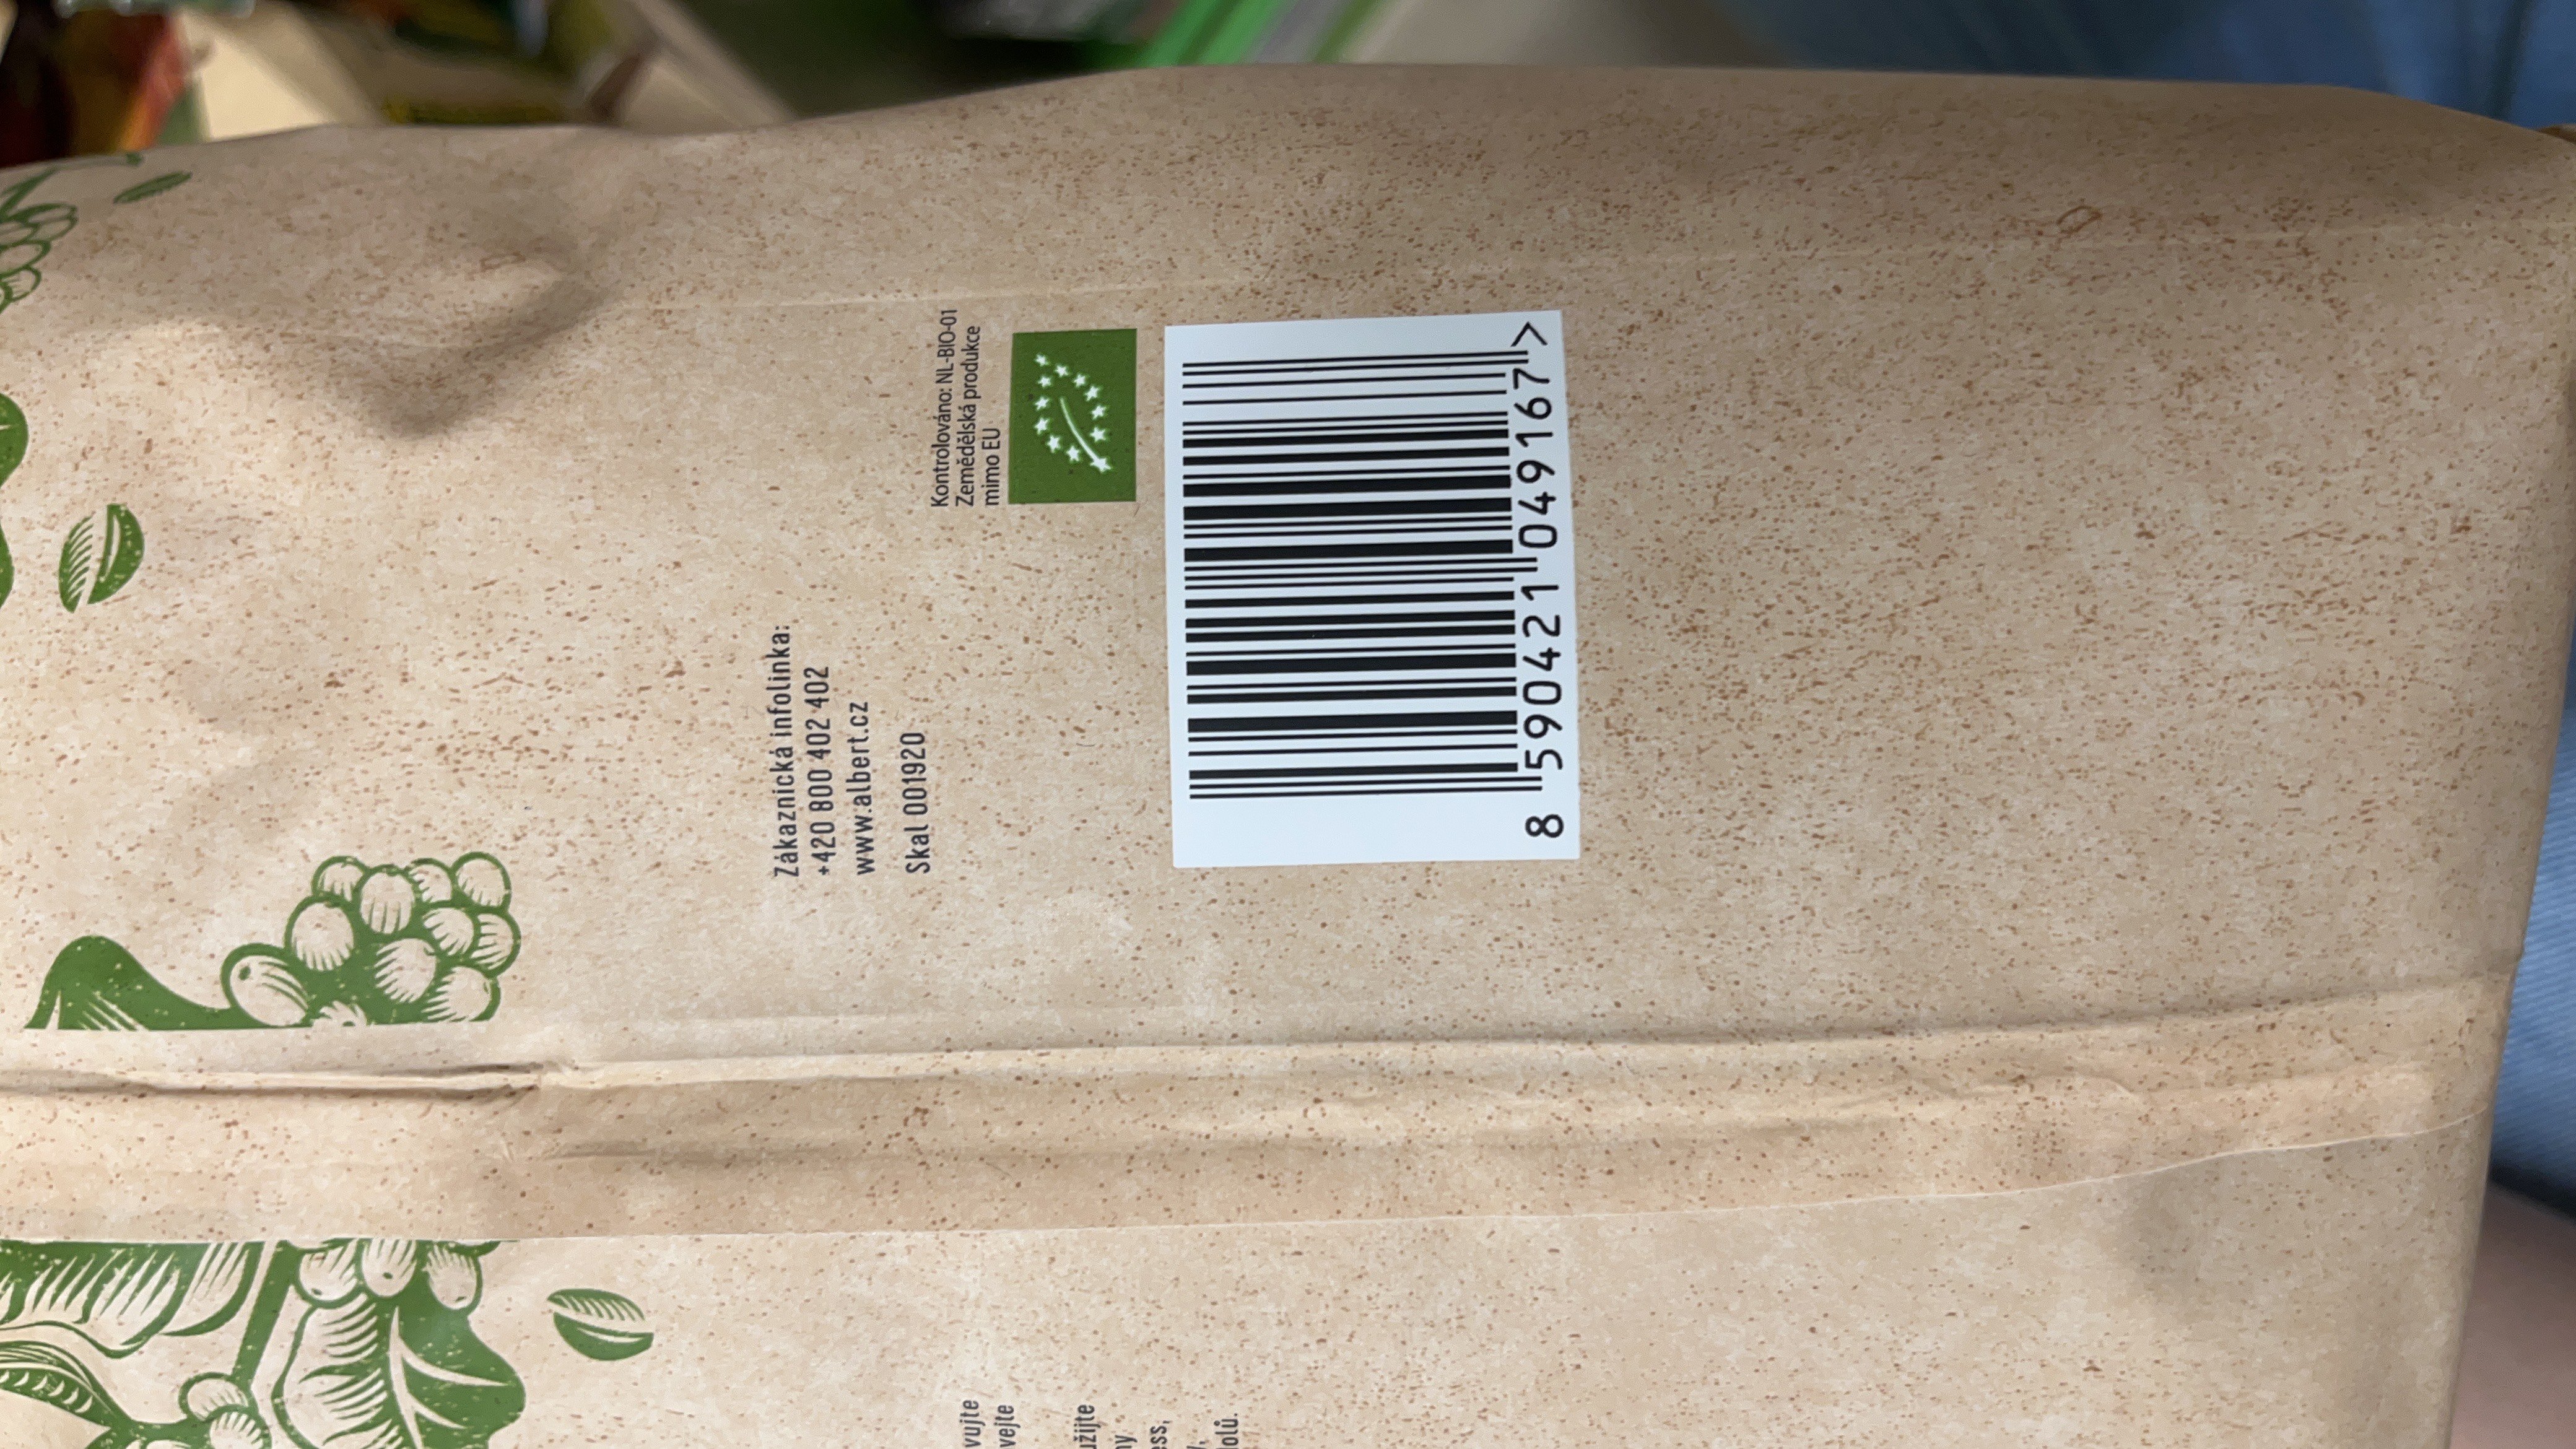 Zákaznická infolinka:
+420 800 402 402
www.albert.cz
Skal 001920
Kontrolováno: NL-BIO-01
Zemědělská produkce
mimo EU
8 590421 049167 >